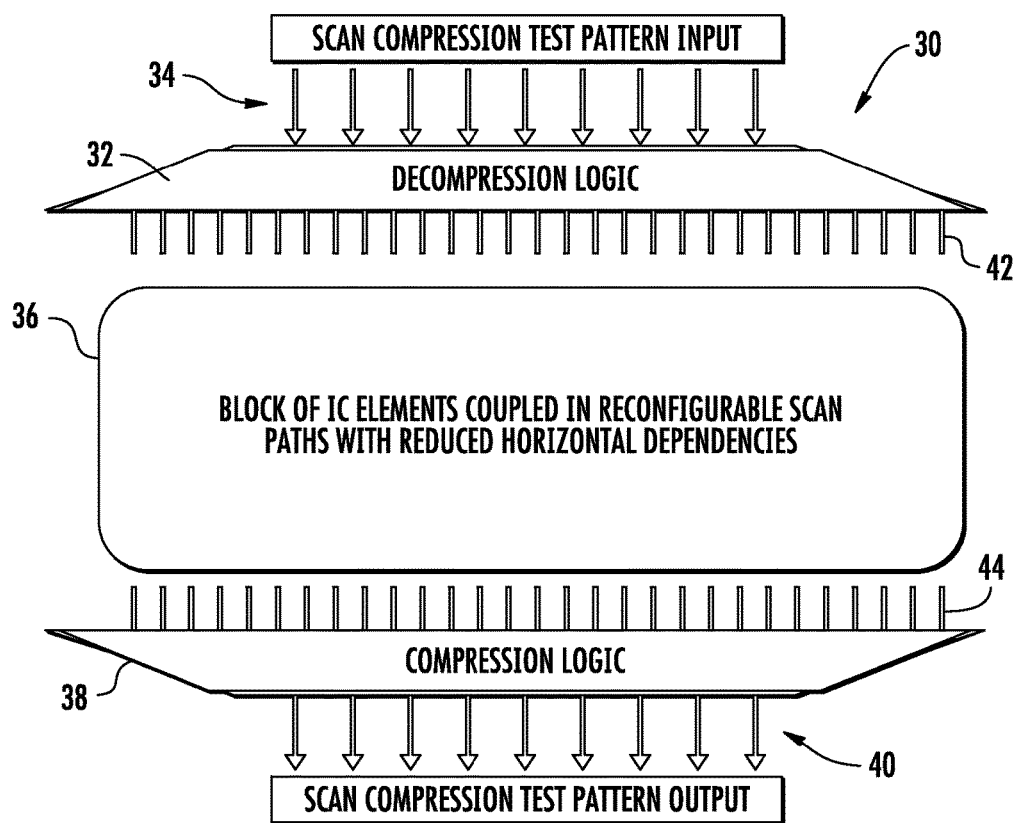 SCAN COMPRESSION TEST PATTERN INPUT
30
34
32
DECOMPRESSION LOGIC
42
36
BLOCK OF IC ELEMENTS COUPLED IN RECONFIGURABLE SCAN
PATHS WITH REDUCED HORIZONTAL DEPENDENCIES
44
COMPRESSION LOGIC
38
40
SCAN COMPRESSION TEST PATTERN OUTPUT